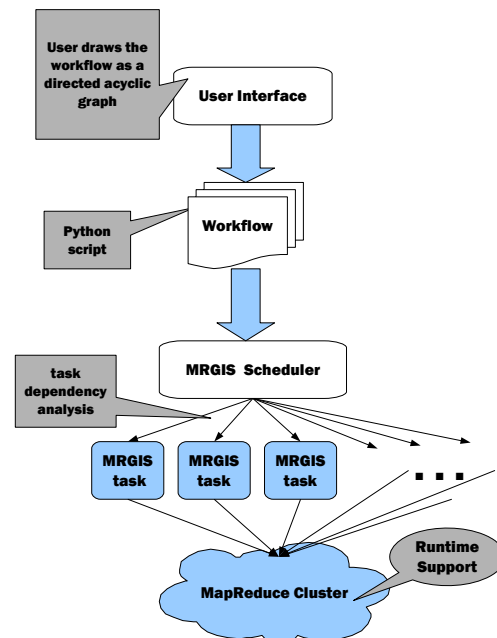 User draws the
workflow as a
directed acyclic
graph
User Interface
Python
script
Workflow
MRGIS Scheduler
task
dependency
analysis
MRGIS
task
MRGIS
task
MRGIS
task
...
Runtime
Support
MapReduce Cluster